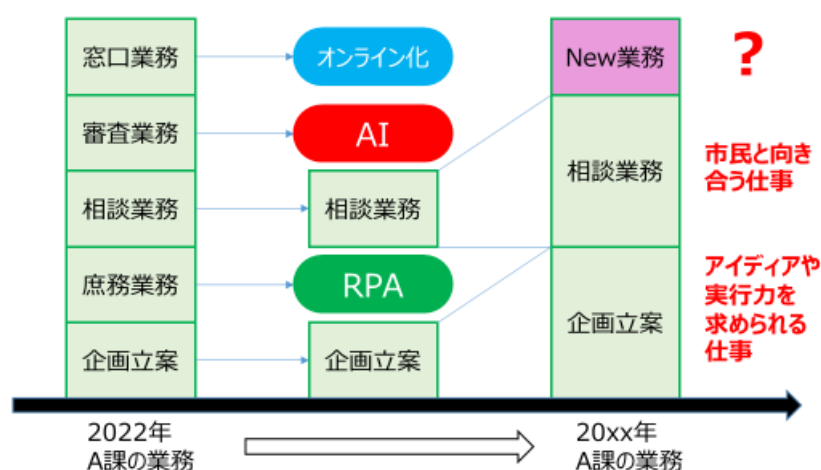 窓口業務
オンライン化
New業務
?
審査業務
AI
相談業務
市民と向き
合う仕事
相談業務
相談業務
庶務業務
RPA
アイディアや
実行力を
求められる
仕事
企画立案
企画立案
企画立案
2022年
A課の業務
20xx年
A課の業務